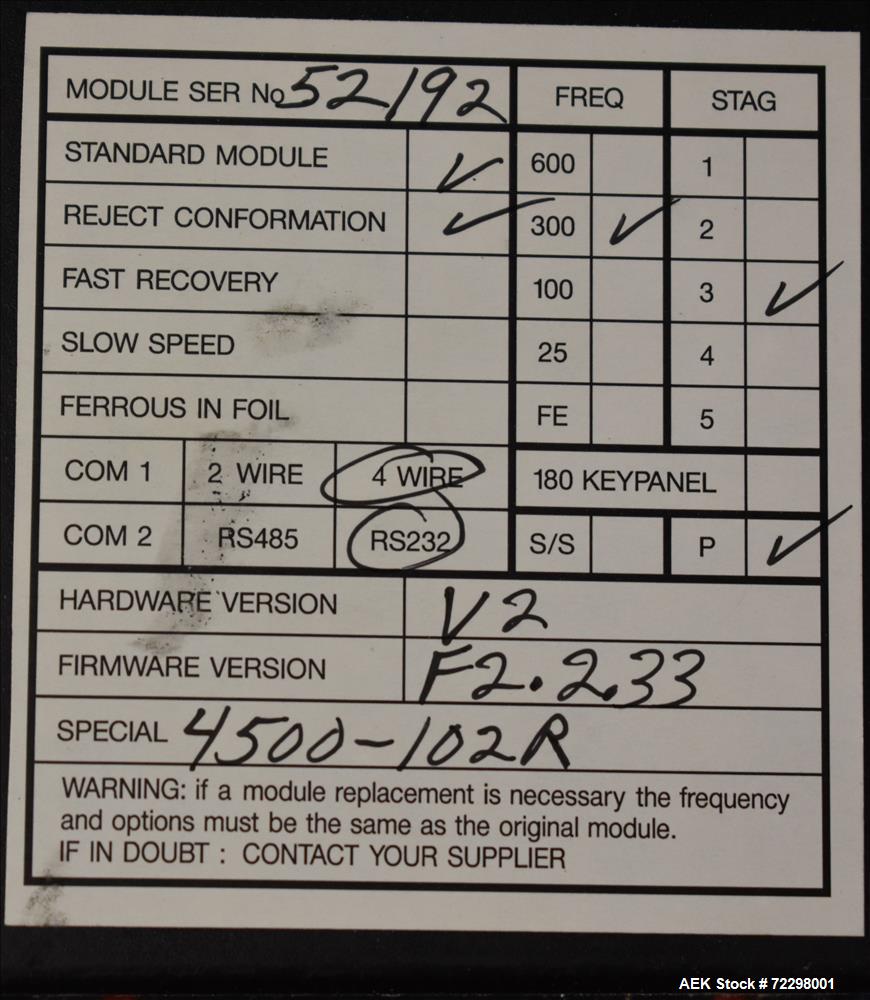 MODULE SER No 52192 FREQ STAG
STANDARD MODULE ✓ 600 1
REJECT CONFORMATION ✓ 300 ✓ 2
FAST RECOVERY 100 3 ✓
SLOW SPEED 25 4
FERROUS IN FOIL FE 5
COM 1 2 WIRE 4 WIRE 180 KEYPANEL
COM 2 RS485 RS232 S/S P ✓
HARDWARE VERSION V2
FIRMWARE VERSION F2.2.33
SPECIAL 4500-102R
WARNING: if a module replacement is necessary the frequency
and options must be the same as the original module.
IF IN DOUBT : CONTACT YOUR SUPPLIER
AEK Stock # 72298001